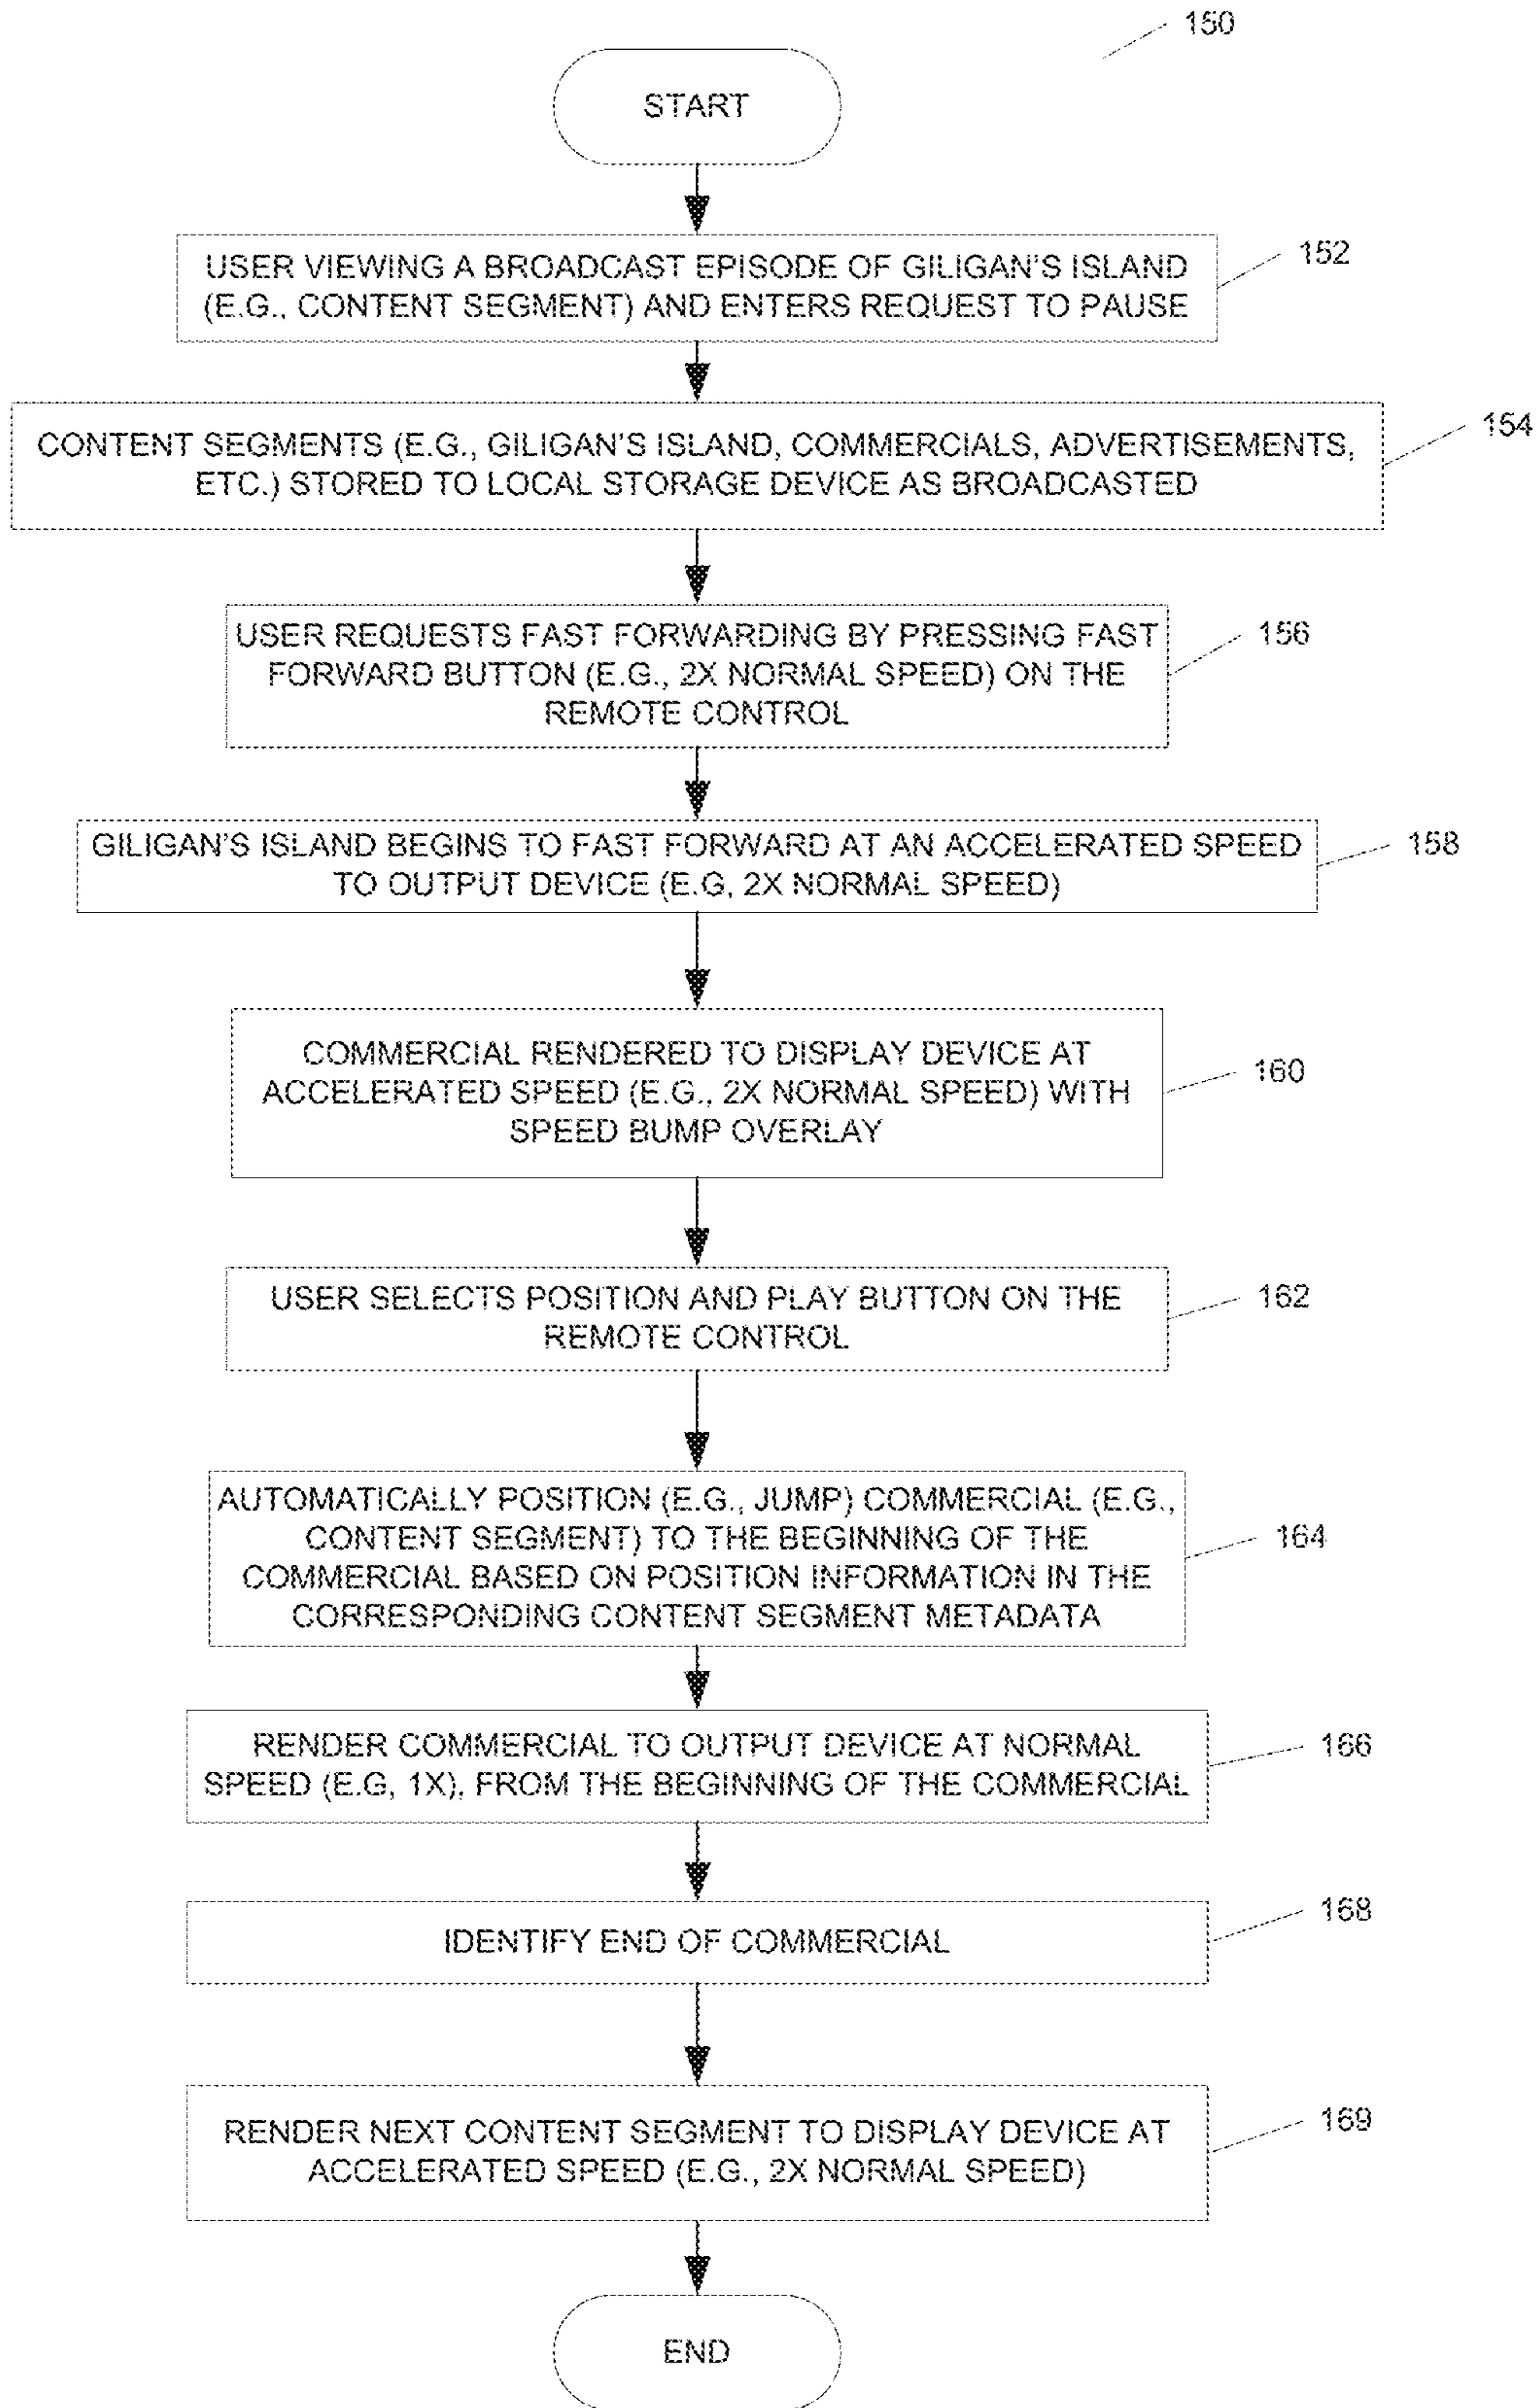 150
START
USER VIEWING A BROADCAST EPISODE OF GILIGAN'S ISLAND
(E.G., CONTENT SEGMENT) AND ENTERS REQUEST TO PAUSE
152
CONTENT SEGMENTS (E.G., GILIGAN'S ISLAND, COMMERCIALS, ADVERTISEMENTS,
ETC.) STORED TO LOCAL STORAGE DEVICE AS BROADCASTED
154
USER REQUESTS FAST FORWARDING BY PRESSING FAST
FORWARD BUTTON (E.G., 2X NORMAL SPEED) ON THE
REMOTE CONTROL
156
GILIGAN'S ISLAND BEGINS TO FAST FORWARD AT AN ACCELERATED SPEED
TO OUTPUT DEVICE (E.G, 2X NORMAL SPEED)
158
COMMERCIAL RENDERED TO DISPLAY DEVICE AT
ACCELERATED SPEED (E.G., 2X NORMAL SPEED) WITH
SPEED BUMP OVERLAY
160
USER SELECTS POSITION AND PLAY BUTTON ON THE
REMOTE CONTROL
162
AUTOMATICALLY POSITION (E.G., JUMP) COMMERCIAL (E.G.,
CONTENT SEGMENT) TO THE BEGINNING OF THE
COMMERCIAL BASED ON POSITION INFORMATION IN THE
CORRESPONDING CONTENT SEGMENT METADATA
164
RENDER COMMERCIAL TO OUTPUT DEVICE AT NORMAL
SPEED (E.G, 1X), FROM THE BEGINNING OF THE COMMERCIAL
166
IDENTIFY END OF COMMERCIAL
168
RENDER NEXT CONTENT SEGMENT TO DISPLAY DEVICE AT
ACCELERATED SPEED (E.G., 2X NORMAL SPEED)
169
END